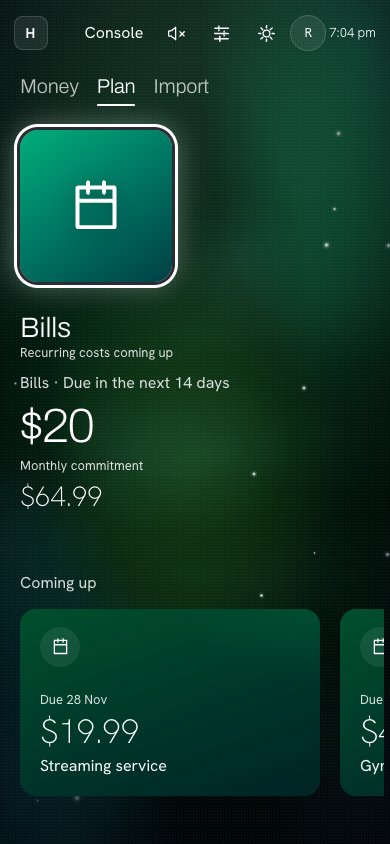 H Console R 7:04 pm
Money Plan Import
Bills
Recurring costs coming up
Bills · Due in the next 14 days
$20
Monthly commitment
$64.99
Coming up
Due 28 Nov
$19.99
Streaming service
Due